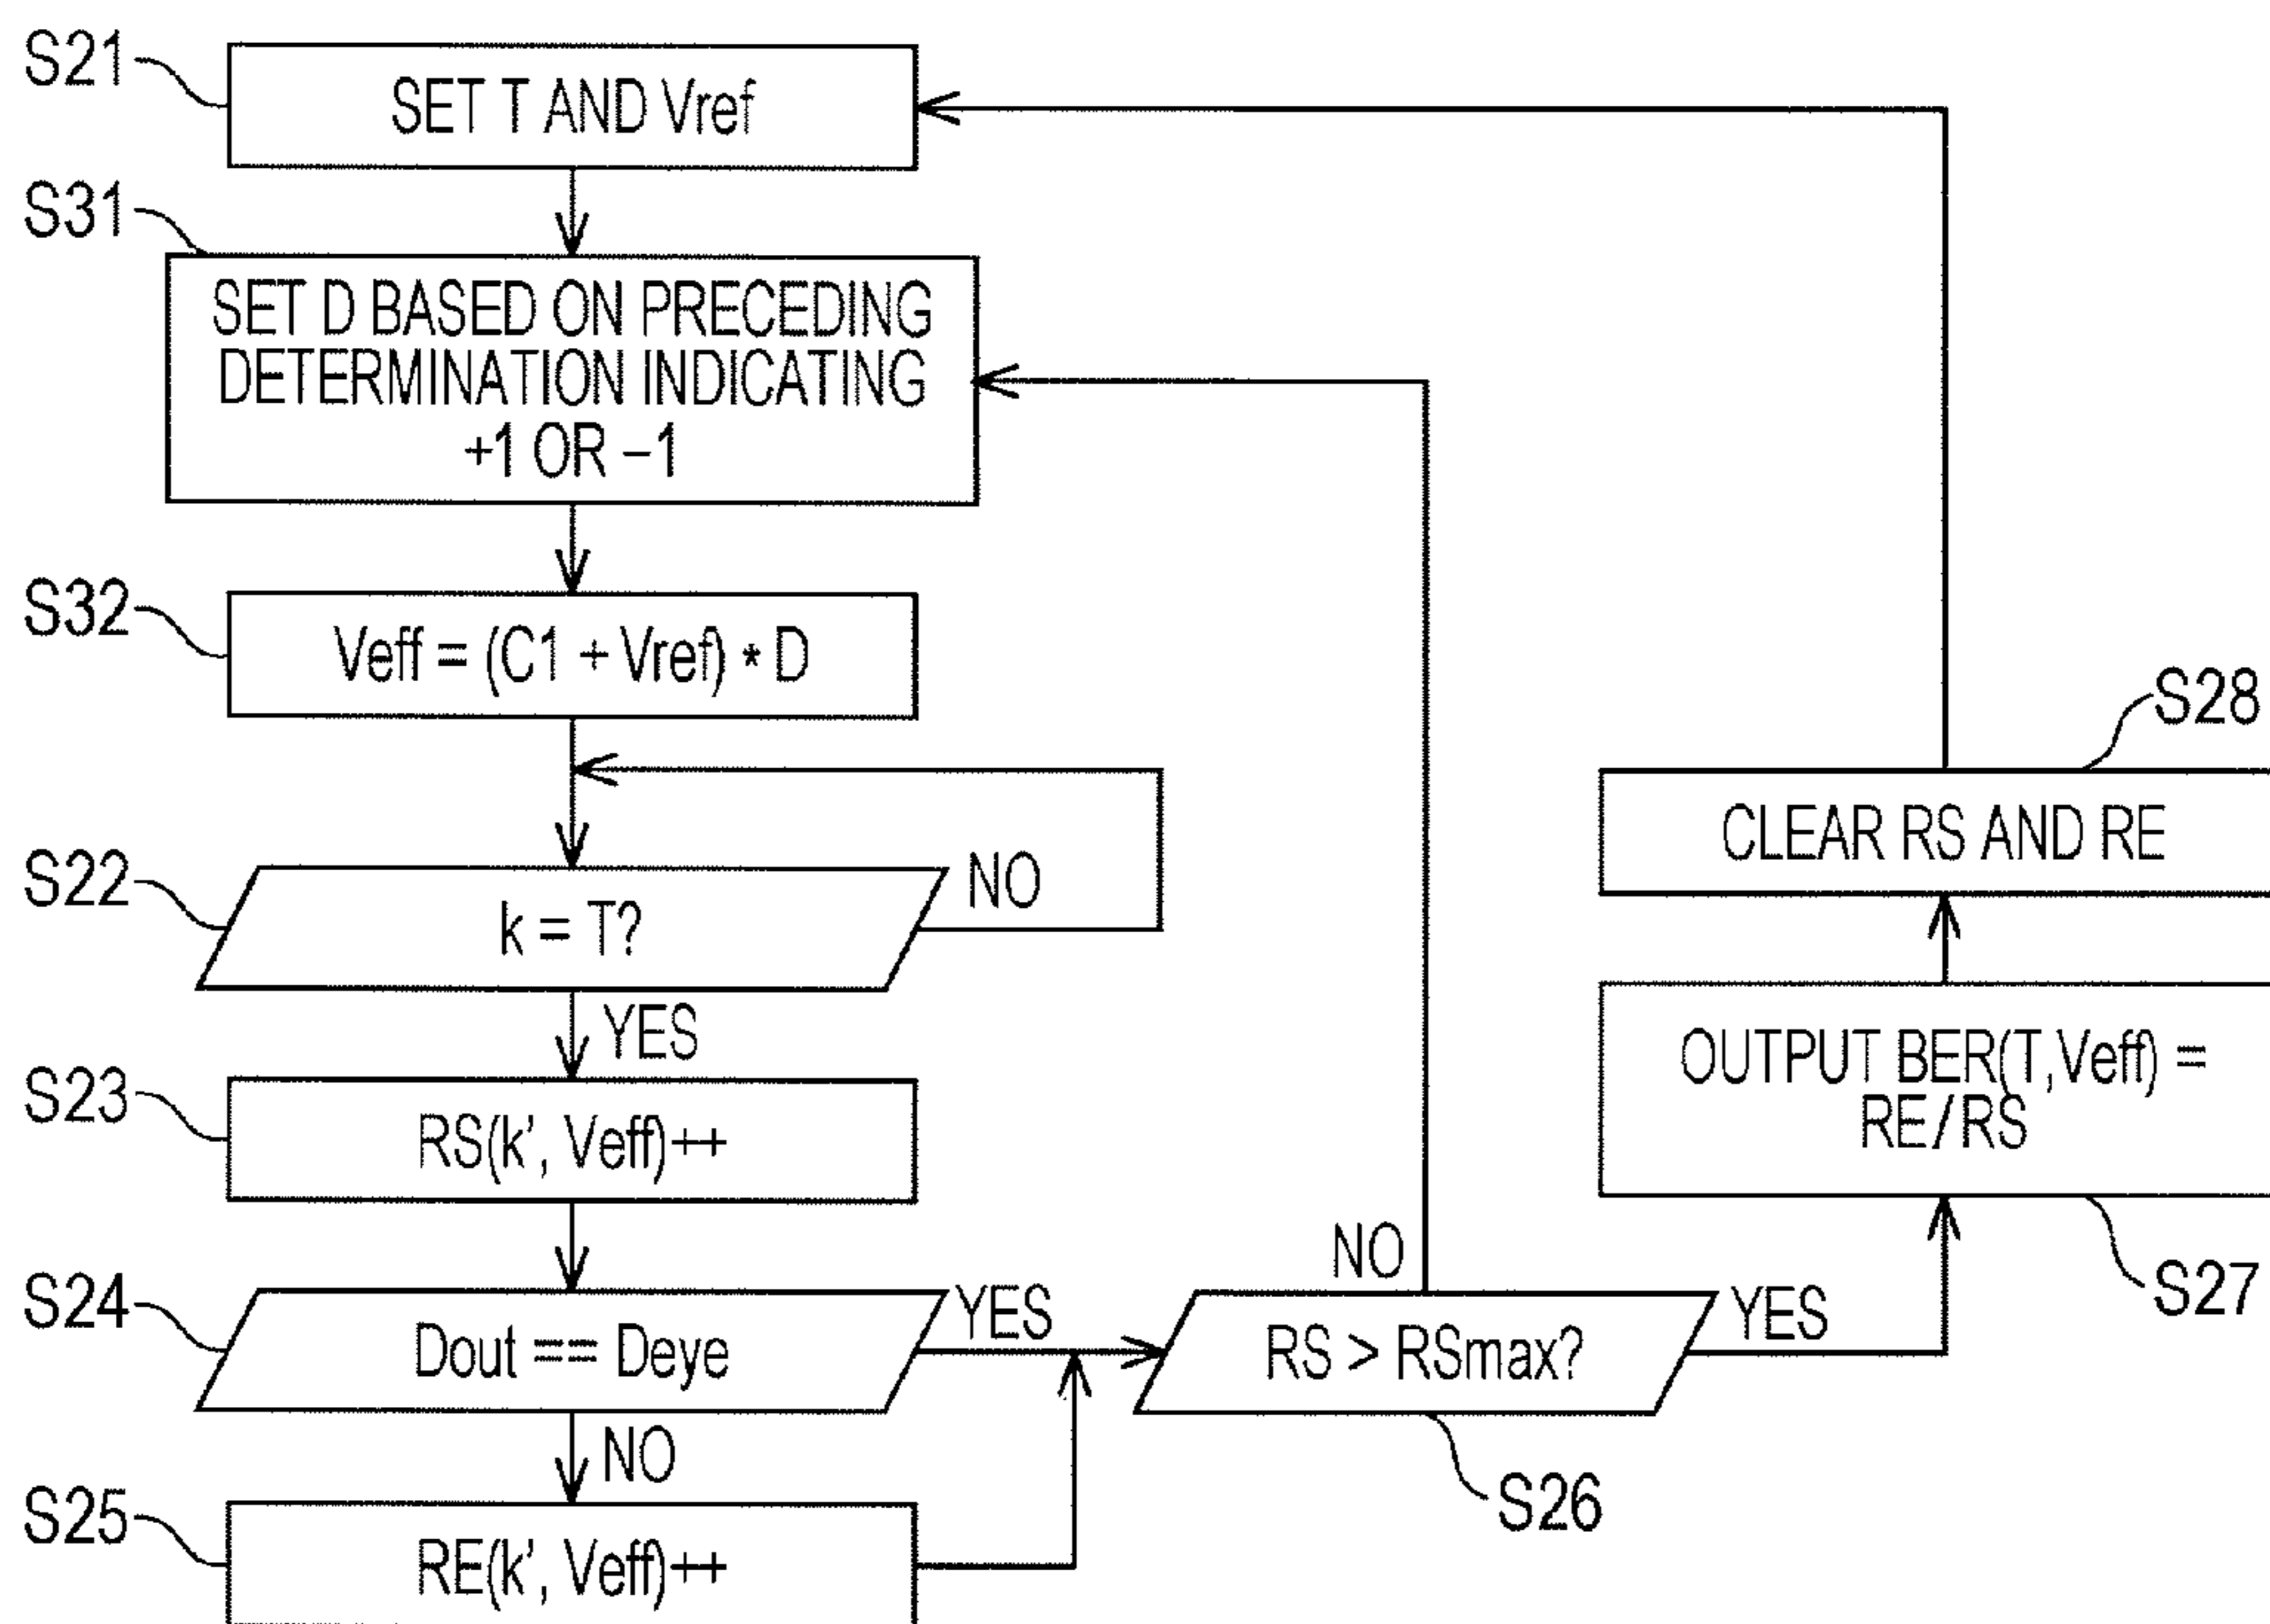 S21
SET T AND Vref
S31
SET D BASED ON PRECEDING
DETERMINATION INDICATING
+1 OR –1
S32
Veff = (C1 + Vref) * D
S22
k = T?
NO
YES
S23
RS(k', Veff)++
S24
Dout == Deye
YES
NO
S25
RE(k', Veff)++
NO
RS > RSmax?
YES
S26
S28
CLEAR RS AND RE
OUTPUT BER(T,Veff) =
RE/RS
S27